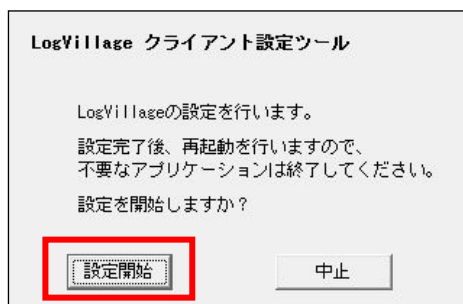 LogVillage クライアント設定ツール
LogVillageの設定を行います。
設定完了後、再起動を行いますので、
不要なアプリケーションは終了してください。
設定を開始しますか？
設定開始 中止